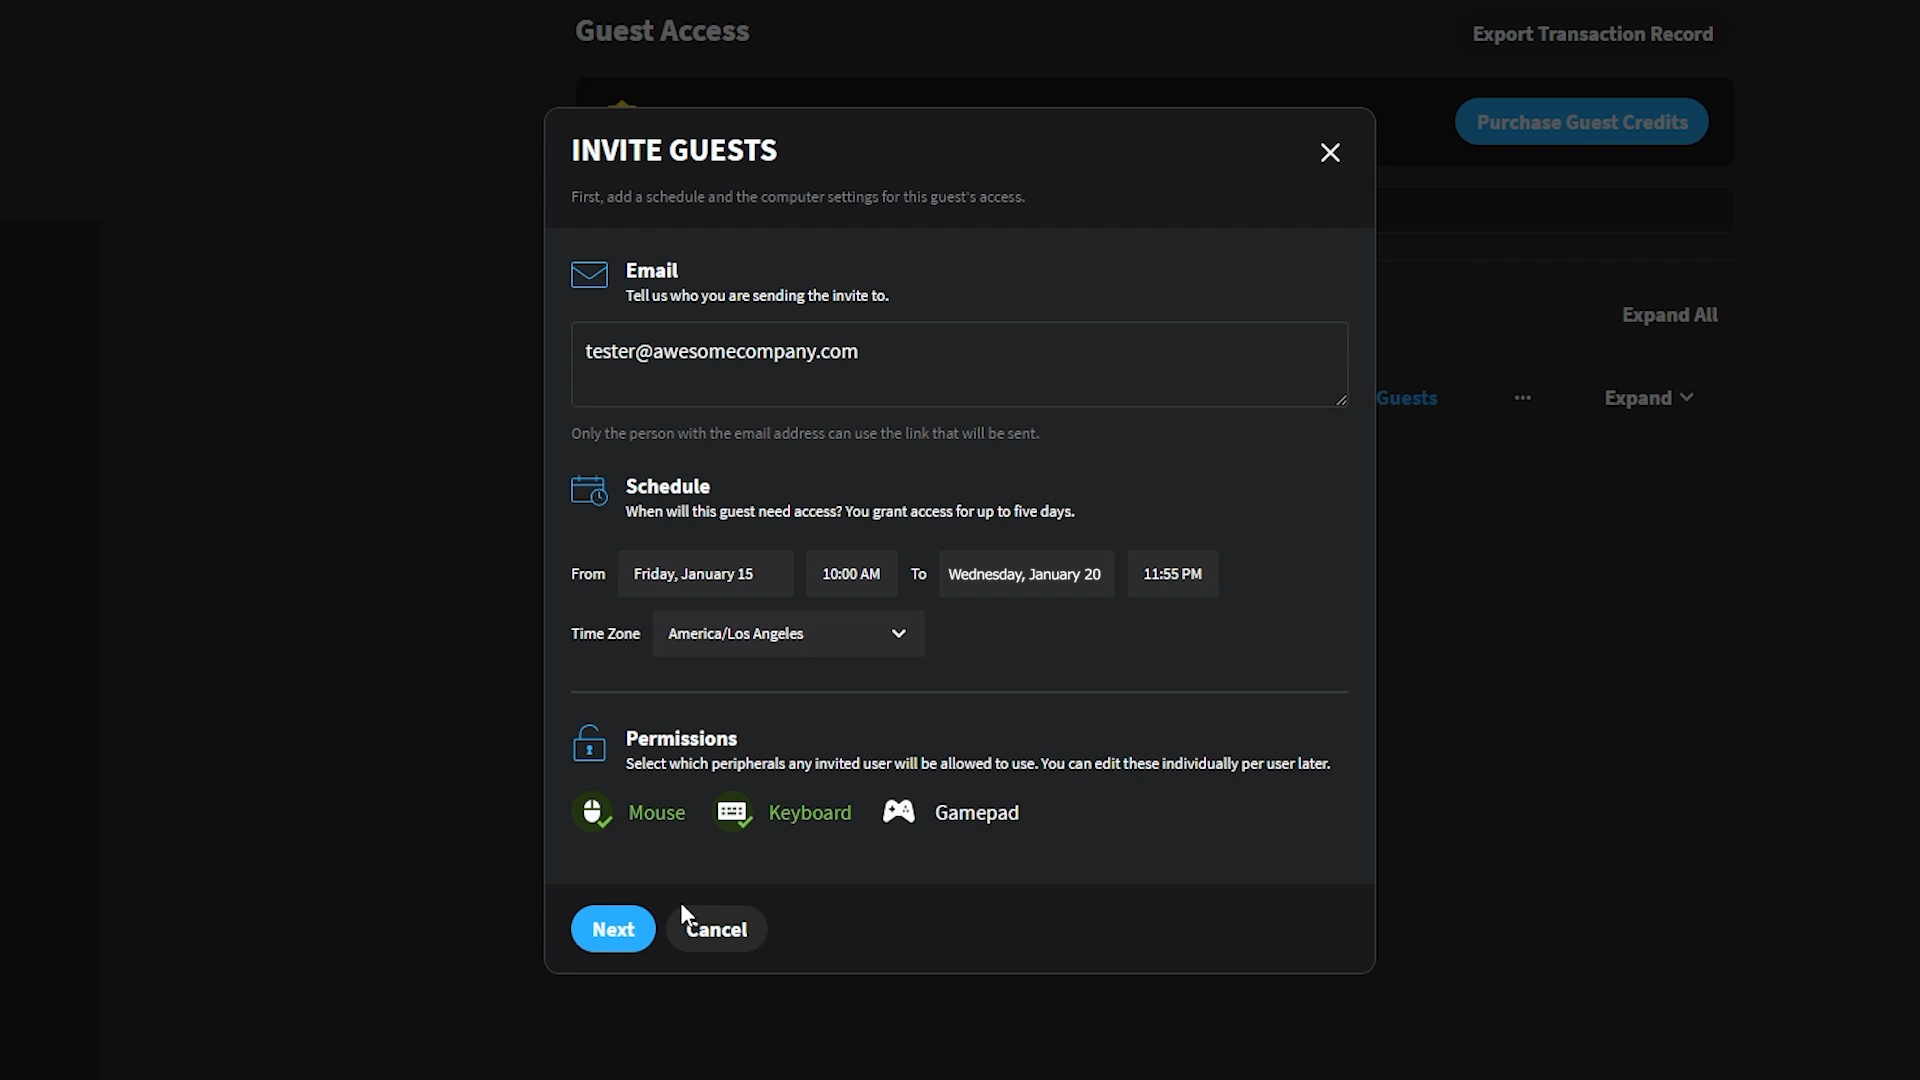 Guest Access
Export Transaction Record
Purchase Guest Credits
INVITE GUESTS
First, add a schedule and the computer settings for this guest's access.
Email
Tell us who you are sending the invite to.
Expand All
tester@awesomecompany.com
Guests
...
Expand
Only the person with the email address can use the link that will be sent.
Schedule
When will this guest need access? You grant access for up to five days.
From Friday, January 15 10:00 AM To Wednesday, January 20 11:55 PM
Time Zone America/Los Angeles
Permissions
Select which peripherals any invited user will be allowed to use. You can edit these individually per user later.
Mouse Keyboard Gamepad
Next Cancel